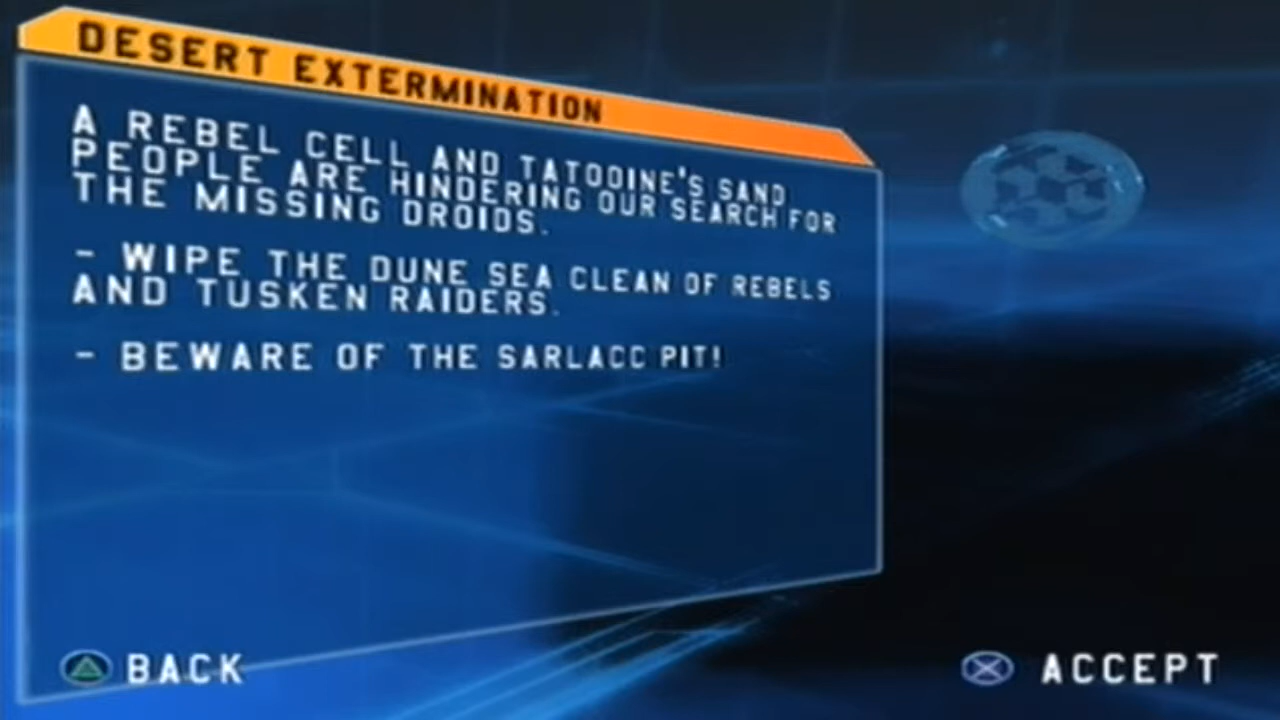 DESERT EXTERMINATION
A REBEL CELL AND TATOOINE'S SAND
PEOPLE ARE HINDERING OUR SEARCH FOR
THE MISSING DROIDS.
- WIPE THE DUNE SEA CLEAN OF REBELS
AND TUSKEN RAIDERS.
- BEWARE OF THE SARLACC PIT!
BACK
ACCEPT